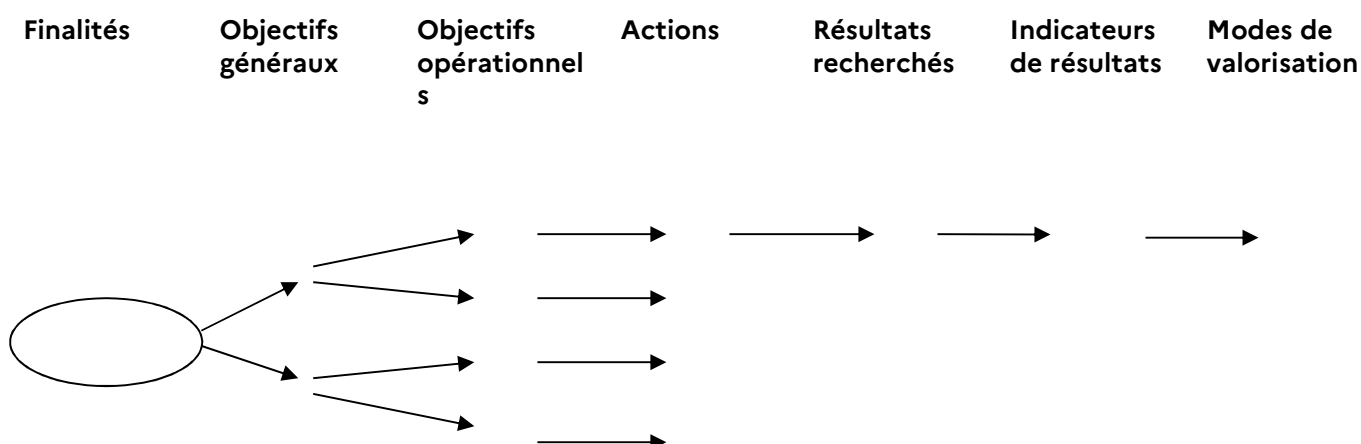 Finalités
Objectifs
généraux
Objectifs
opérationnel
s
Actions
Résultats
recherchés
Indicateurs
de résultats
Modes de
valorisation